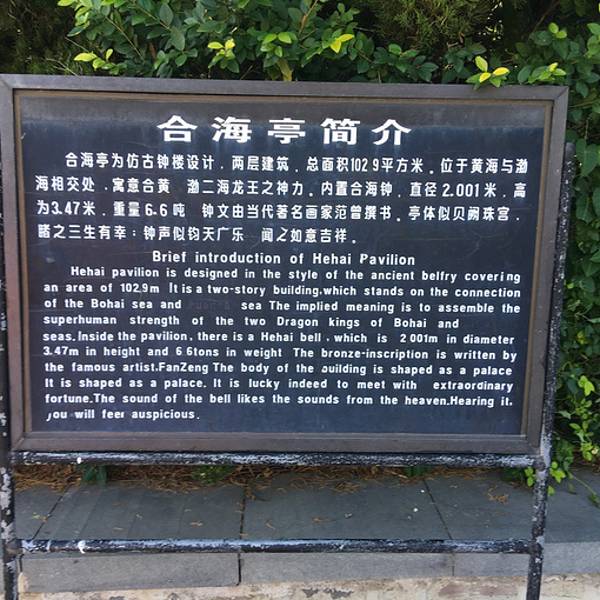 合海亭简介
合海亭为仿古钟楼设计，两层建筑，总面积102.9平方米。位于黄海与渤
海相交处，寓意合黄 渤二海龙王之神力。内置合海钟，直径2.001米，高
为3.47米，重量6.6吨 钟文由当代著名画家范曾撰书。亭体似贝阙珠宫，
睹之三生有幸；钟声似钧天广乐 闻之如意吉祥。
Brief introduction of Hehai Pavilion
Hehai pavilion is designed in the style of the ancient belfry covering
an area of 102.9m It is a two-story building,which stands on the connection
of the Bohai sea and sea The implied meaning is to assemble the
superhuman strength of the two Dragon kings of Bohai and
seas.Inside the pavilion, there is a Hehai bell, which is 2 001m in diameter
3.47m in height and 6 6tons in weight The bronze-inscription is written by
the famous artist.FanZeng The body of the building is shaped as a palace
It is shaped as a palace. It is lucky indeed to meet with extraordinary
fortune.The sound of the bell likes the sounds from the heaven.Hearing it,
you will feer auspicious.